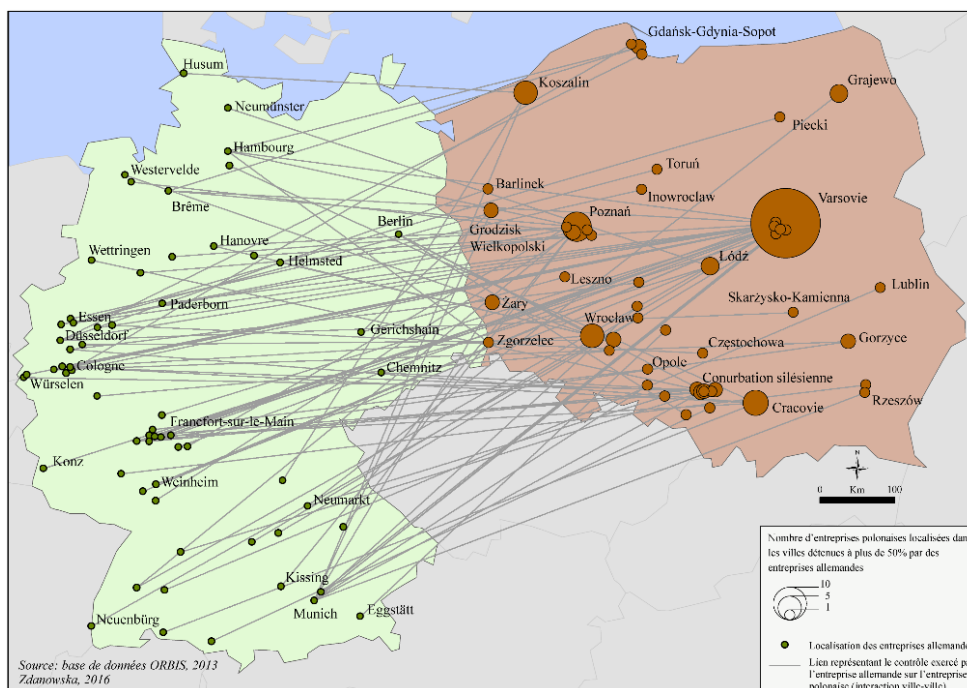 Gdańsk-Gdynia-Sopot
Husum
Koszalin
Grajewo
Neumünster
Piecki
Hambourg
Toruń
Westervelde
Barlinek
Inowrocław
Varsovie
Brême
Berlin
Poznań
Grodzisk
Wielkopolski
Hanovre
Wettringen
Helmsted
Łódź
Leszno
Lublin
Skarżysko-Kamienna
Paderborn
Żary
Essen
Wrocław
Gerichshain
Düsseldorf
Zgorzelec
Częstochowa
Gorzyce
Opole
Cologne
Chemnitz
Würselen
Conurbation silésienne
Rzeszów
Cracovie
Francfort-sur-le-Main
Konz
Weinheim
N
0 100
Km
Neumarkt
Kissing
Munich
Eggstätt
Neuenbürg
Nombre d'entreprises polonaises localisées dan
les villes détenues à plus de 50% par des
entreprises allemandes
10
5
1
Localisation des entreprises allemande
Lien représentant le contrôle exercé pa
l'entreprise allemande sur l'entreprise
polonaise (interaction ville-ville)
Source: base de données ORBIS, 2013
Zdanowska, 2016